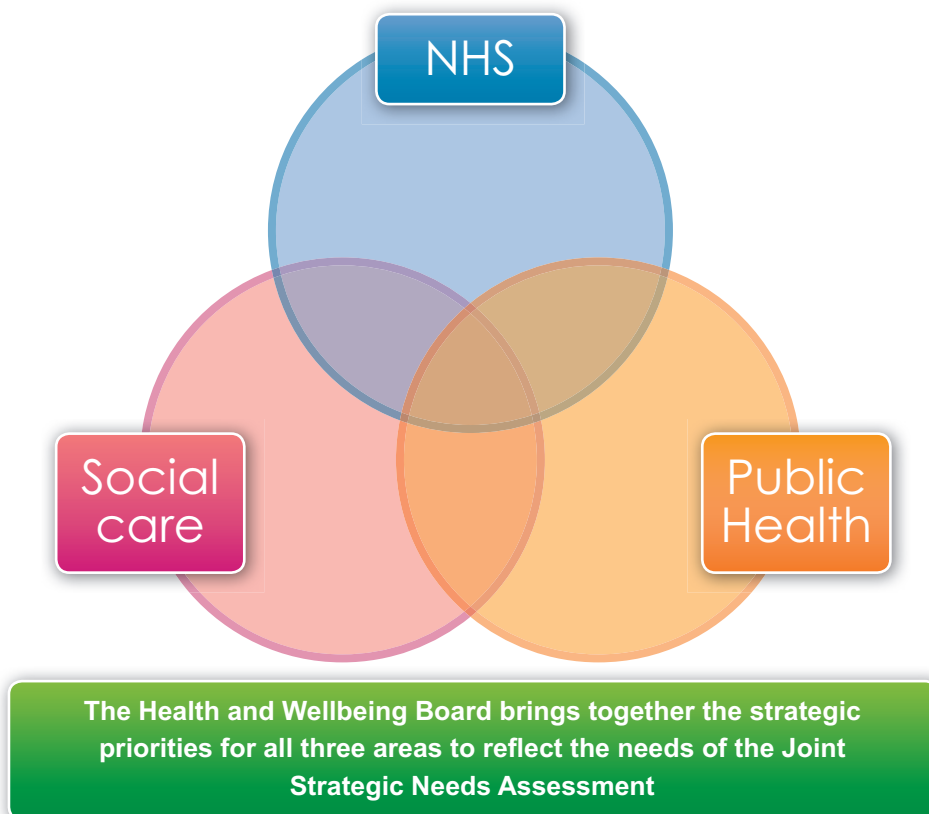 NHS
Social
care
Public
Health
The Health and Wellbeing Board brings together the strategic
priorities for all three areas to reflect the needs of the Joint
Strategic Needs Assessment